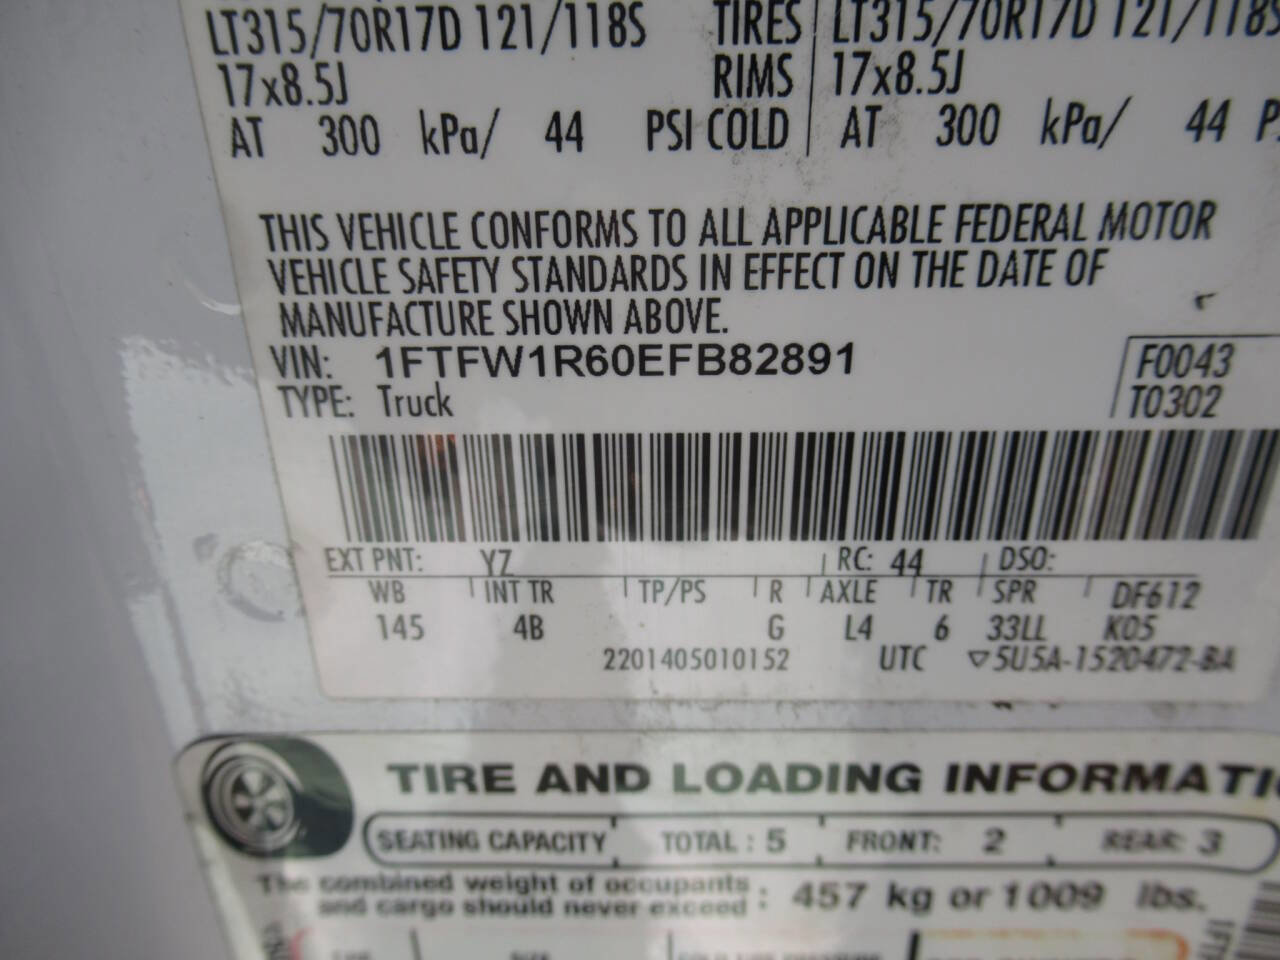 LT315/70R17D 121/118S TIRES LT315/70R17D 121/118S
17x8.5J RIMS 17x8.5J
AT 300 kPa/ 44 PSI COLD AT 300 kPa/ 44
THIS VEHICLE CONFORMS TO ALL APPLICABLE FEDERAL MOTOR
VEHICLE SAFETY STANDARDS IN EFFECT ON THE DATE OF
MANUFACTURE SHOWN ABOVE.
VIN: 1FTFW1R60EFB82891 F0043
TYPE: Truck T0302
EXT PNT: YZ RC: 44 DSO:
WB INT TR TP/PS R AXLE TR SPR DF612
145 4B G L4 6 33LL K05
2201405010152 UTC ▽5U5A-1520472-BA
TIRE AND LOADING INFORMATI
SEATING CAPACITY TOTAL : 5 FRONT: 2 REAR: 3
The combined weight of occupants
and cargo should never exceed : 457 kg or 1009 lbs.